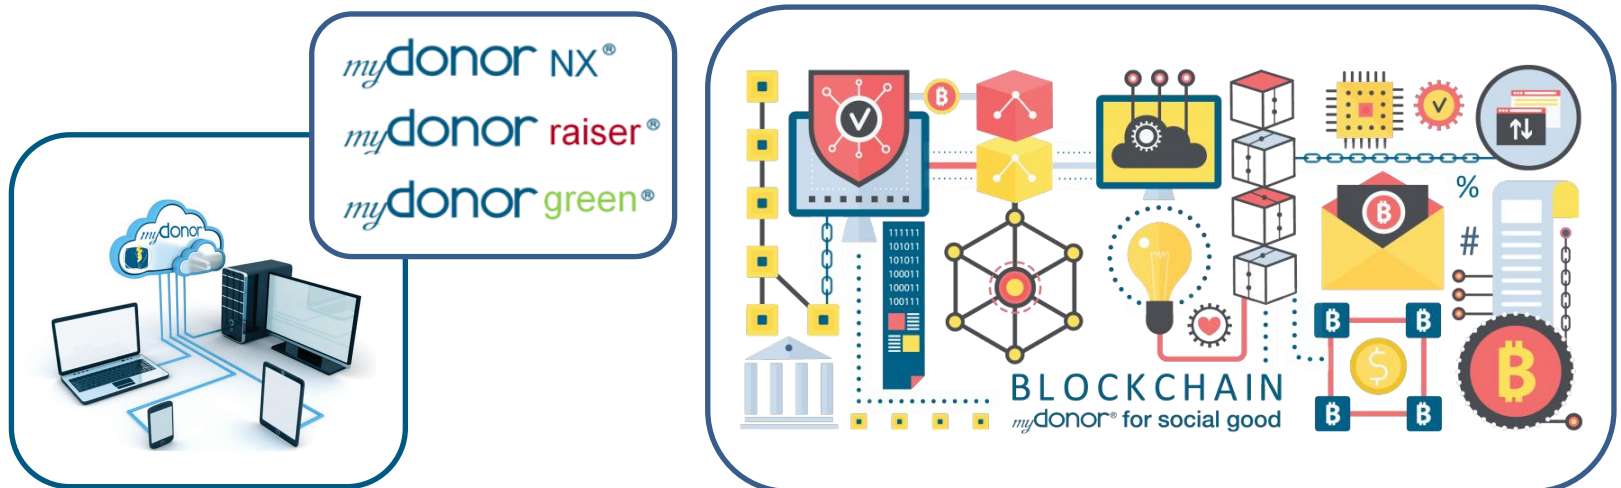 mydonor NX®
mydonor raiser®
mydonor green®
mydonor
%
#
111111
101011
101011
100011
100011
100111
BLOCKCHAIN
mydonor® for social good